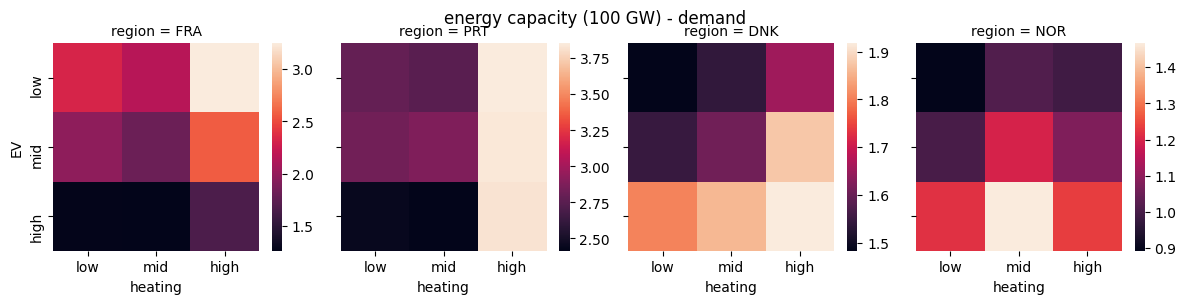 energy capacity (100 GW) - demand
region = FRA
region = PRT
region = DNK
region = NOR
EV
low
mid
high
low mid high
heating
3.0
2.5
2.0
1.5
low mid high
heating
3.75
3.50
3.25
3.00
2.75
2.50
low mid high
heating
1.9
1.8
1.7
1.6
1.5
low mid high
heating
1.4
1.3
1.2
1.1
1.0
0.9